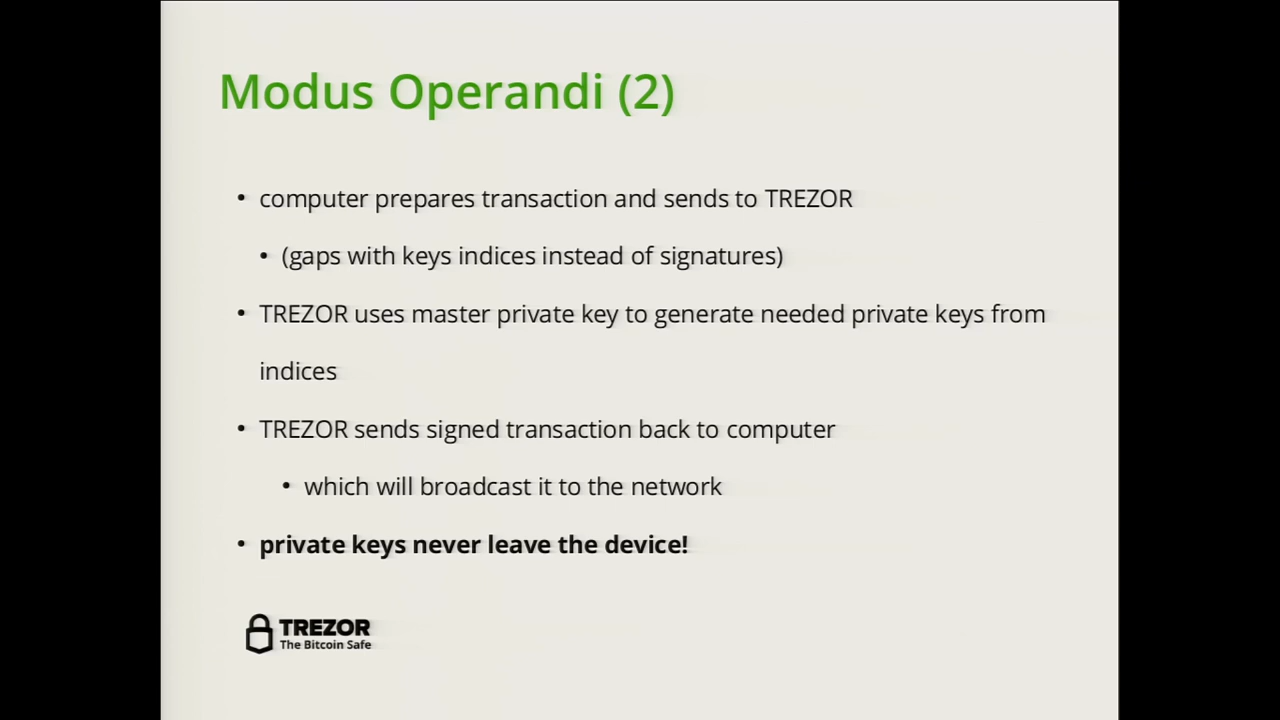 Modus Operandi (2)
• computer prepares transaction and sends to TREZOR
• (gaps with keys indices instead of signatures)
• TREZOR uses master private key to generate needed private keys from
indices
• TREZOR sends signed transaction back to computer
• which will broadcast it to the network
• private keys never leave the device!
TREZOR
The Bitcoin Safe